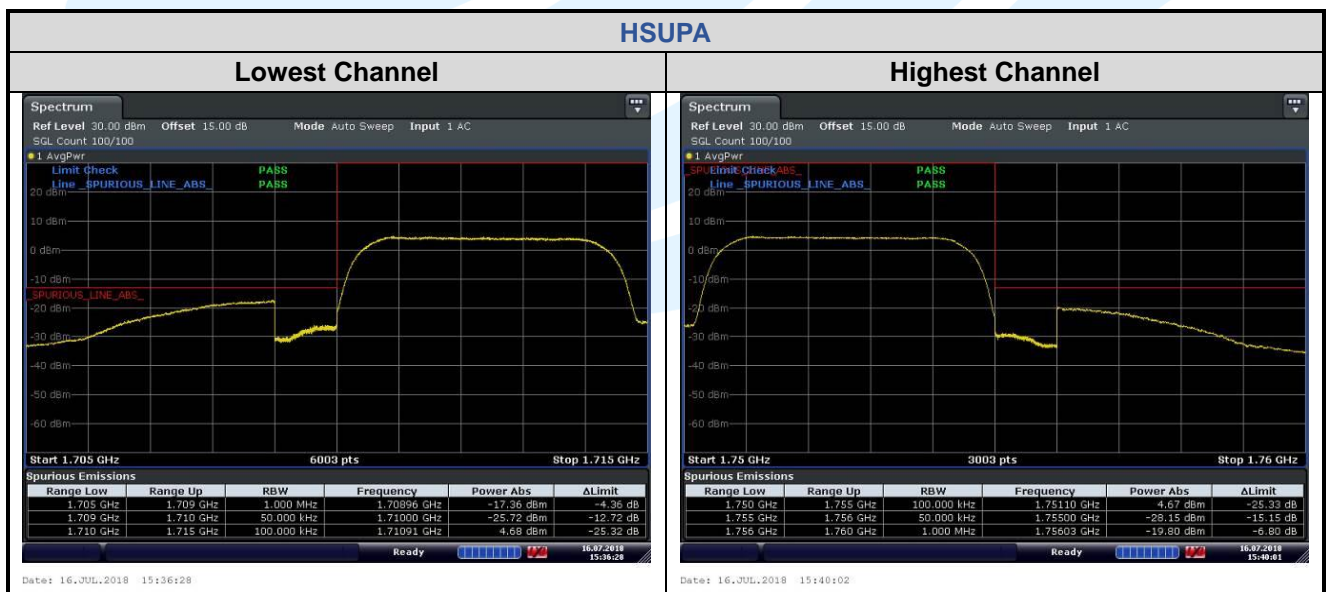 HSUPA
Lowest Channel
Highest Channel
Spectrum
Ref Level 30.00 dBm Offset 15.00 dB Mode Auto Sweep Input 1 AC
SGL Count 100/100
1 AvgPwr
Limit Check PASS
Line _SPURIOUS_LINE_ABS_ PASS
20 dBm
10 dBm
0 dBm
-10 dBm
_SPURIOUS_LINE_ABS_
-20 dBm
-30 dBm
-40 dBm
-50 dBm
-60 dBm
Start 1.705 GHz 6003 pts Stop 1.715 GHz
Spurious Emissions
Range Low Range Up RBW Frequency Power Abs ΔLimit
1.705 GHz 1.709 GHz 1.000 MHz 1.70896 GHz -17.36 dBm -4.36 dB
1.709 GHz 1.710 GHz 50.000 kHz 1.71000 GHz -25.72 dBm -12.72 dB
1.710 GHz 1.715 GHz 100.000 kHz 1.71091 GHz 4.68 dBm -25.32 dB
Ready 16.07.2018
15:36:28
Date: 16.JUL.2018 15:36:28
Spectrum
Ref Level 30.00 dBm Offset 15.00 dB Mode Auto Sweep Input 1 AC
SGL Count 100/100
1 AvgPwr
Limit Check PASS
Line _SPURIOUS_LINE_ABS_ PASS
20 dBm
10 dBm
0 dBm
-10 dBm
-20 dBm
-30 dBm
-40 dBm
-50 dBm
-60 dBm
Start 1.75 GHz 3003 pts Stop 1.76 GHz
Spurious Emissions
Range Low Range Up RBW Frequency Power Abs ΔLimit
1.750 GHz 1.755 GHz 100.000 kHz 1.75110 GHz 4.67 dBm -25.33 dB
1.755 GHz 1.756 GHz 50.000 kHz 1.75500 GHz -28.15 dBm -15.15 dB
1.756 GHz 1.760 GHz 1.000 MHz 1.75603 GHz -19.80 dBm -6.80 dB
Ready 16.07.2018
15:40:01
Date: 16.JUL.2018 15:40:02